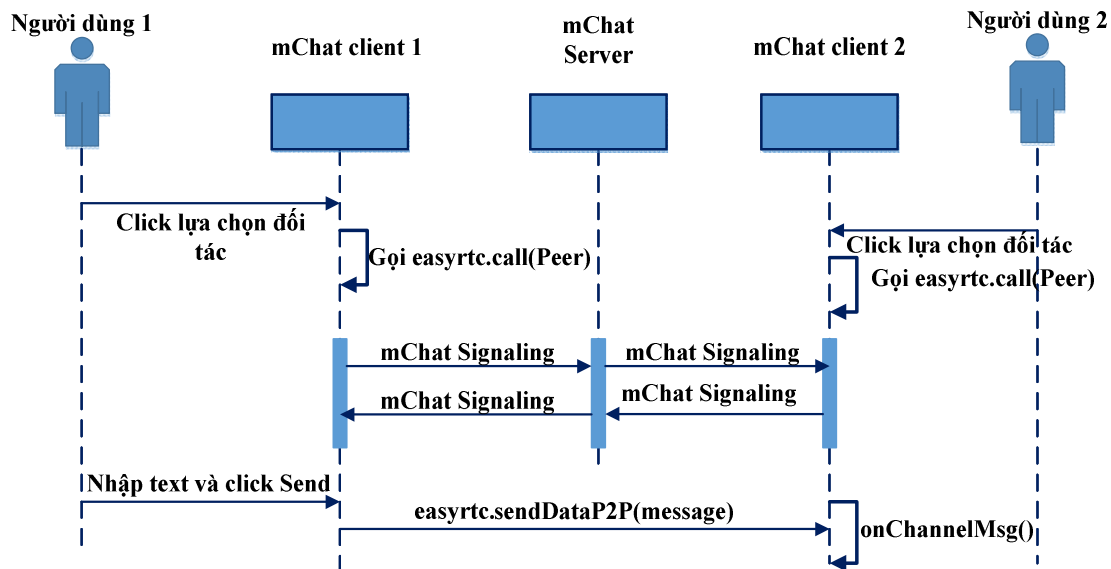 Người dùng 1
mChat client 1
mChat
Server
mChat client 2
Người dùng 2
Click lựa chọn đối
tác
Gọi easyrtc.call(Peer)
Click lựa chọn đối tác
Gọi easyrtc.call(Peer)
mChat Signaling
mChat Signaling
mChat Signaling
mChat Signaling
Nhập text và click Send
easyrtc.sendDataP2P(message)
onChannelMsg()